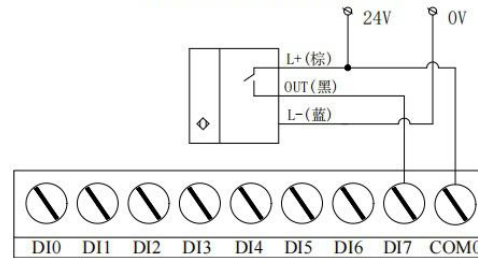 24V 0V
L+(棕)
OUT(黑)
L-(蓝)
DI0 DI1 DI2 DI3 DI4 DI5 DI6 DI7 COM0